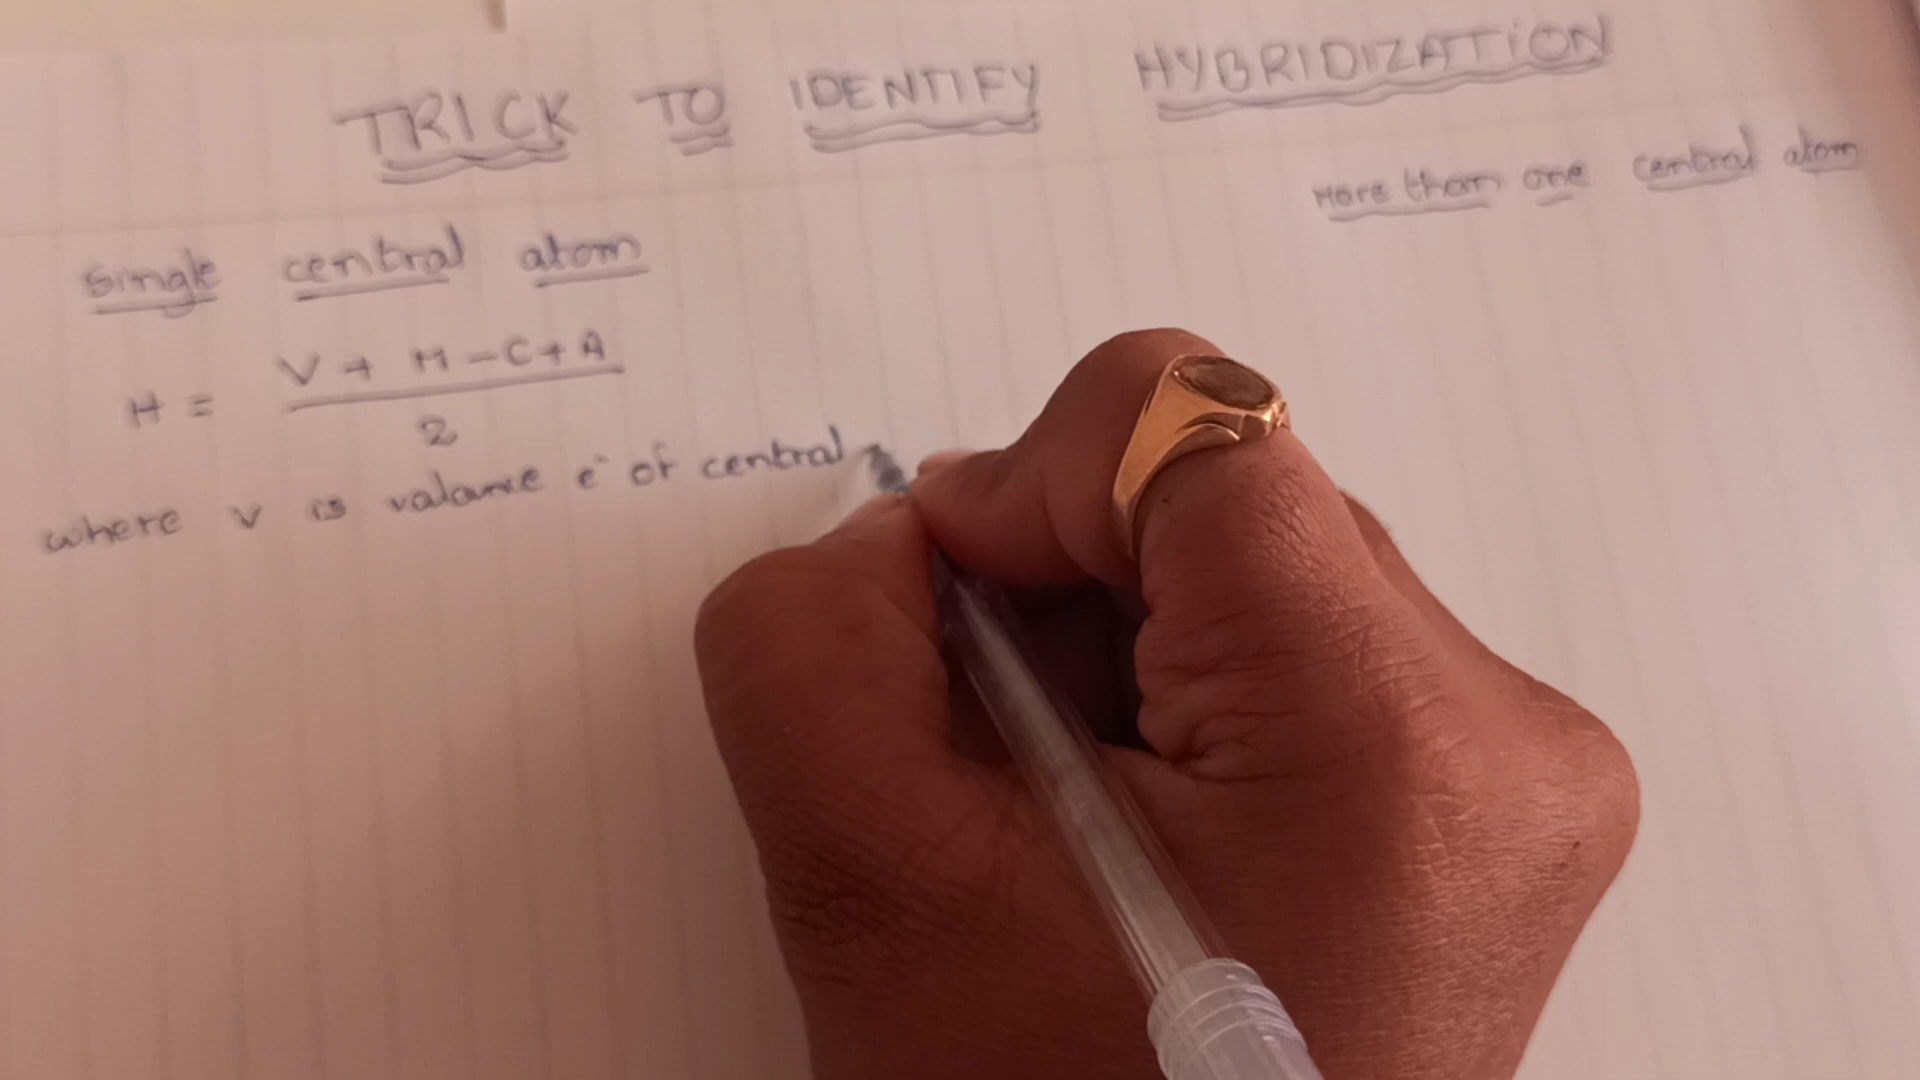 TRICK TO IDENTIFY HYBRIDIZATION
More than one central atom
Single central atom
H = V + M - C + A
2
where v is valance e⁻ of central